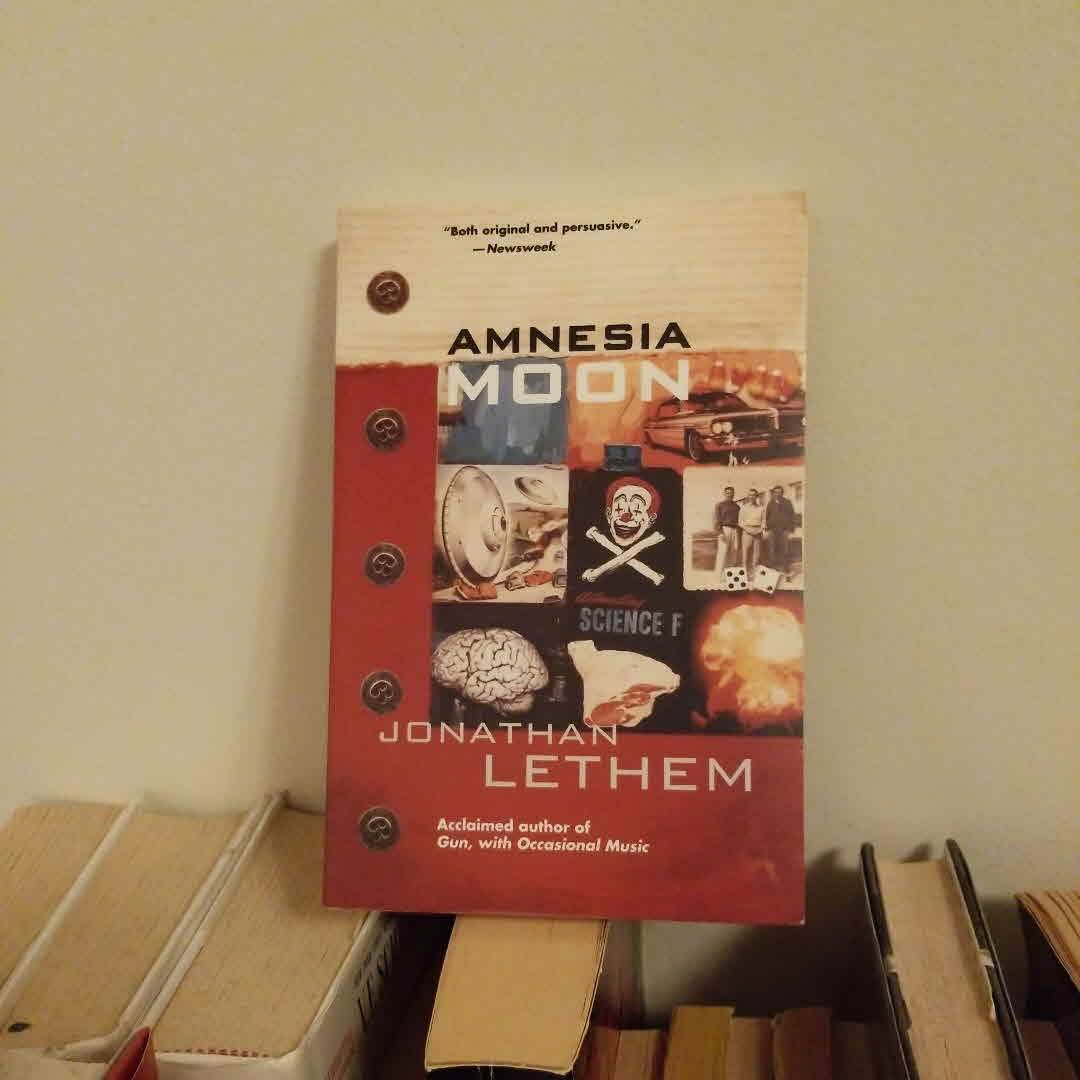 “Both original and persuasive.”
—Newsweek
AMNESIA
MOON
SCIENCE F
JONATHAN
LETHEM
Acclaimed author of
Gun, with Occasional Music